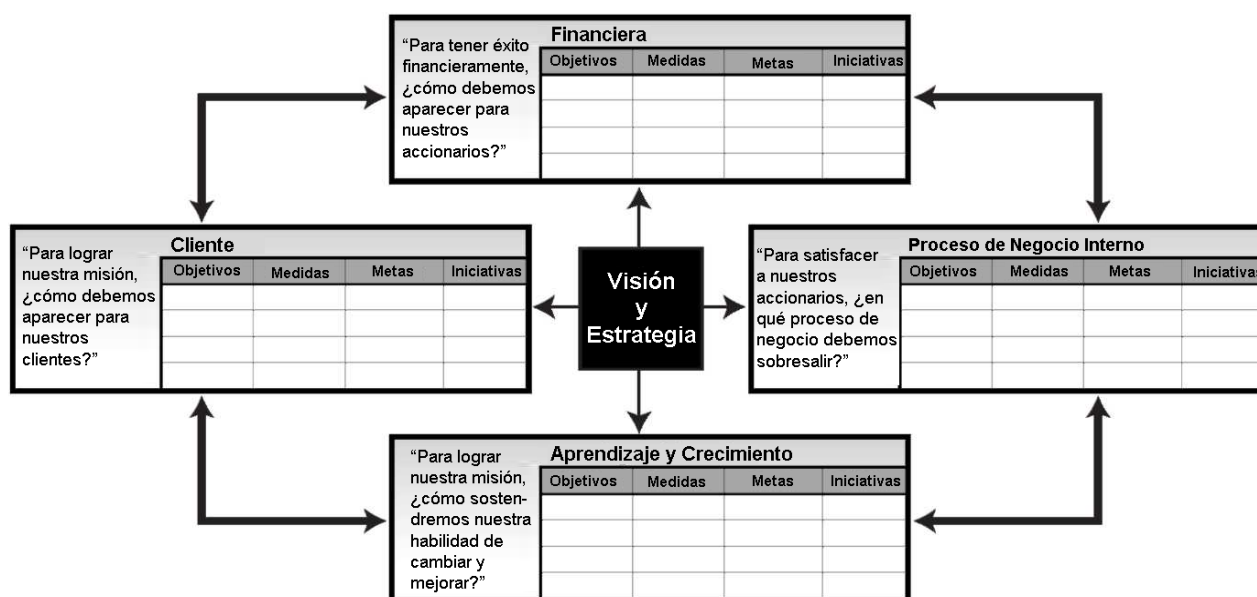 Financiera
“Para tener éxito
financieramente,
¿cómo debemos
aparecer para
nuestros
accionarios?”
Objetivos Medidas Metas Iniciativas
Cliente
“Para lograr
nuestra misión,
¿cómo debemos
aparecer para
nuestros
clientes?”
Objetivos Medidas Metas Iniciativas
Visión
y
Estrategia
Proceso de Negocio Interno
“Para satisfacer
a nuestros
accionarios, ¿en
qué proceso de
negocio debemos
sobresalir?”
Objetivos Medidas Metas Iniciativas
Aprendizaje y Crecimiento
“Para lograr
nuestra misión,
¿cómo sosten-
dremos nuestra
habilidad de
cambiar y
mejorar?”
Objetivos Medidas Metas Iniciativas